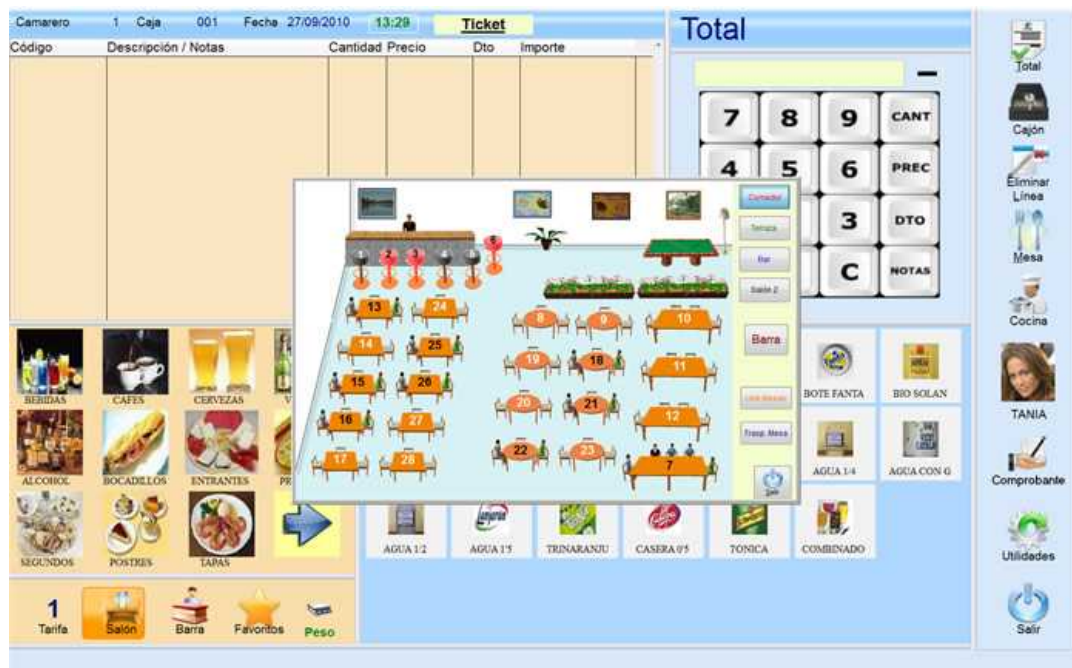 Camarero 1 Caja 001 Fecha 27/09/2010 13:29 Ticket
Código Descripción / Notas Cantidad Precio Dto Importe
Total
7 8 9 CANT
4 5 6 PREC
3 DTO
C NOTAS
Total
Cajón
Eliminar
Línea
Mesa
Cocina
TANIA
Comprobante
Utilidades
Salir
Comedor
Terraza
Bar
Salón 2
Barra
Trasp. Mesa
Salir
1 2 3 4 5 6
13 24
14 25
15 26
16 27
17 28
8 9 10
19 18 11
20 21 12
22 23 7
BEBIDAS CAFES CERVEZAS V
ALCOHOL BOCADILLOS ENTRANTES PR
SEGUNDOS POSTRES TAPAS
BOTE FANTA BIO SOLAN
AGUA 1/4 AGUA CON G
AGUA 1/2 AGUA 1'5 TRINARANJU CASERA 0'5 TONICA COMBINADO
1
Tarifa Salón Barra Favoritos Peso